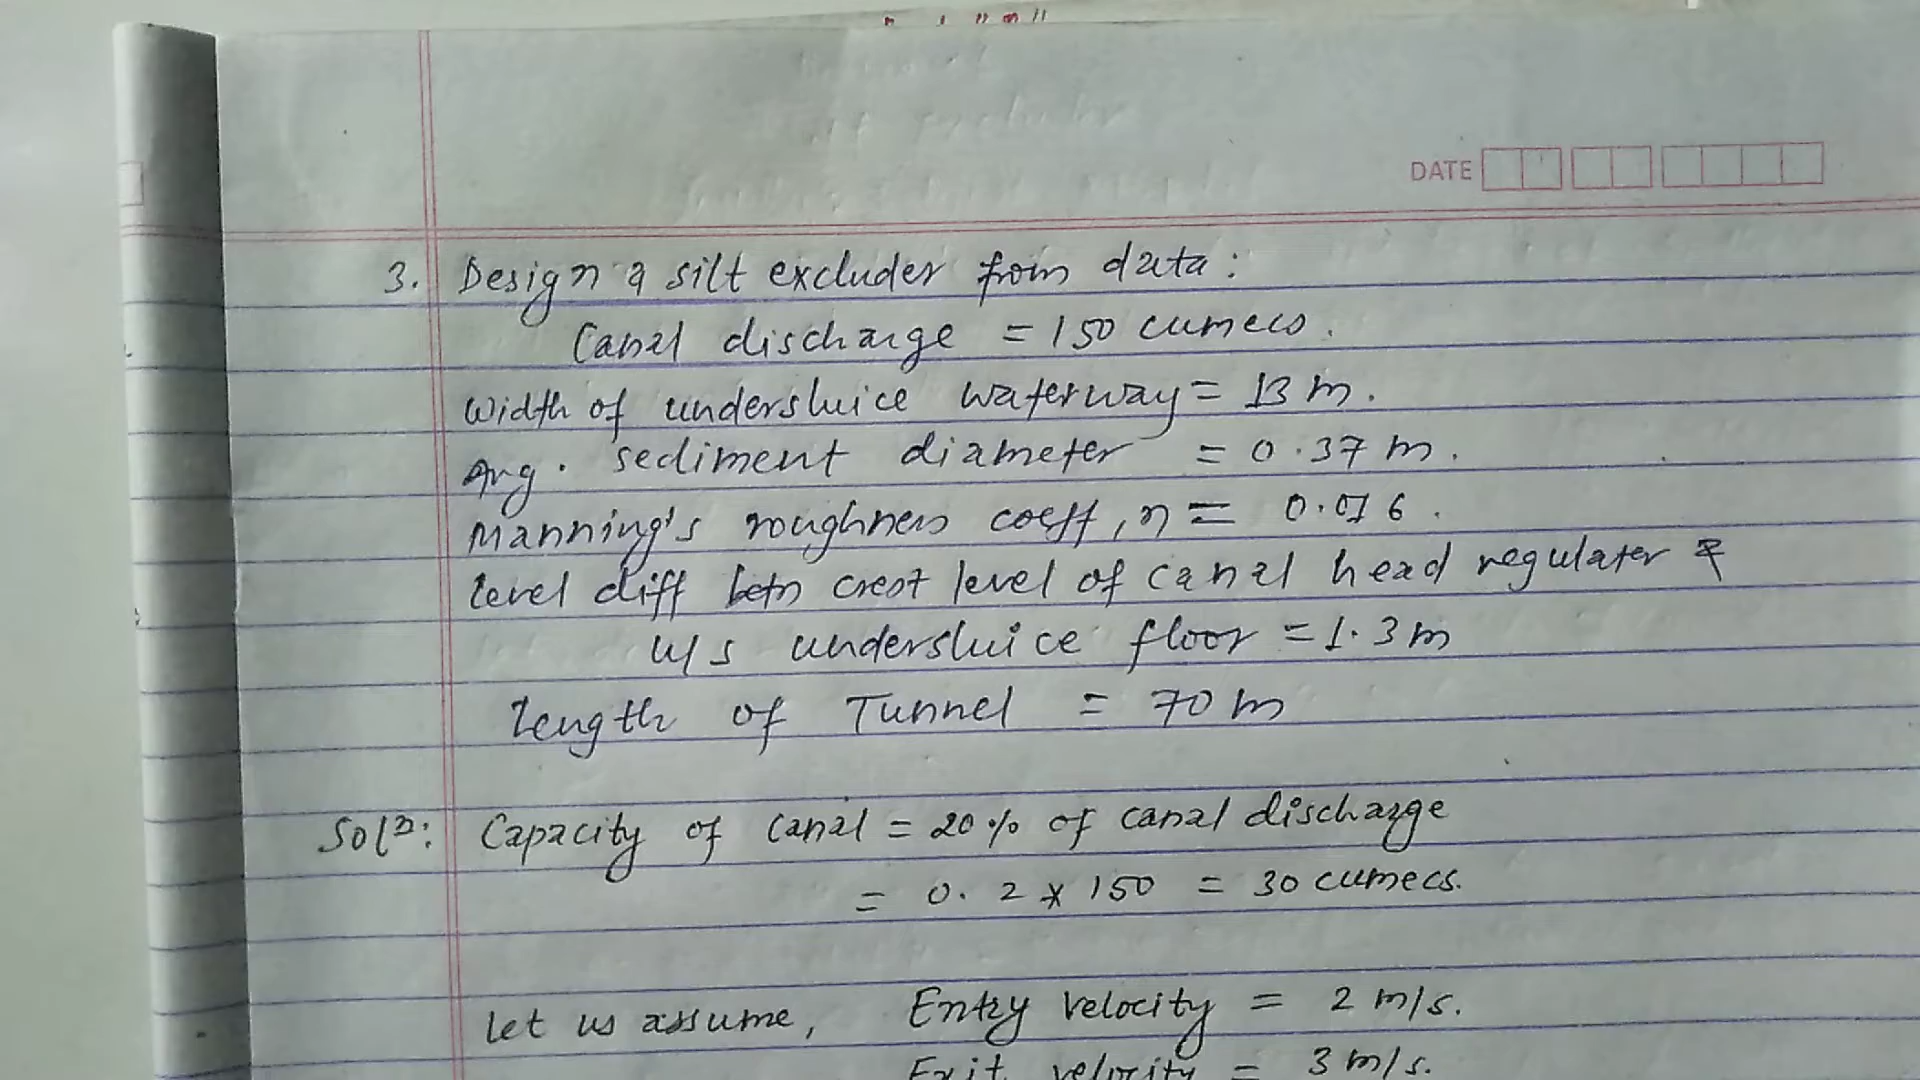 DATE
3. Design a silt excluder from data:
Canal discharge = 150 cumecs.
Width of undersluice waterway = 13 m.
Avg. sediment diameter = 0.37 m.
Manning's roughness coeff, n = 0.016.
level diff betn crest level of canal head regulater &
u/s undersluice floor = 1.3 m
length of Tunnel = 70 m
Soln: Capacity of canal = 20% of canal discharge
= 0.2 * 150 = 30 cumecs.
let us assume, Entry velocity = 2 m/s.
Exit velocity = 3 m/s.